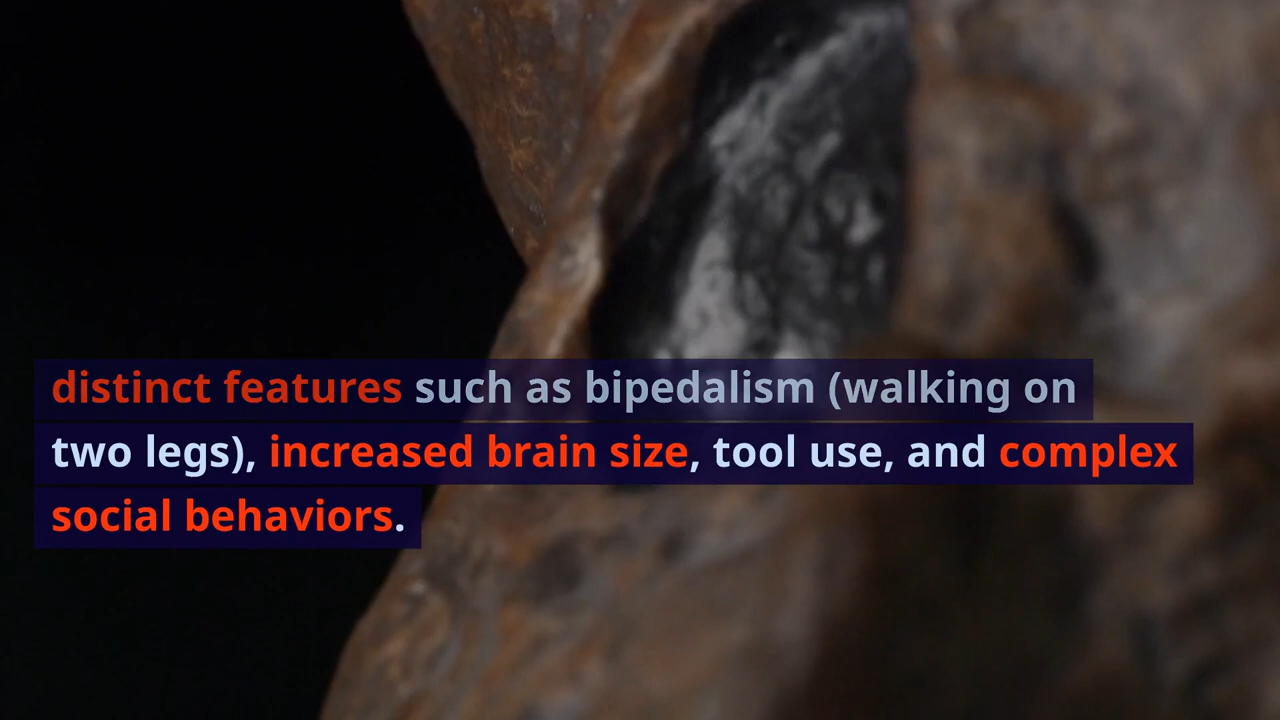 distinct features such as bipedalism (walking on
two legs), increased brain size, tool use, and complex
social behaviors.